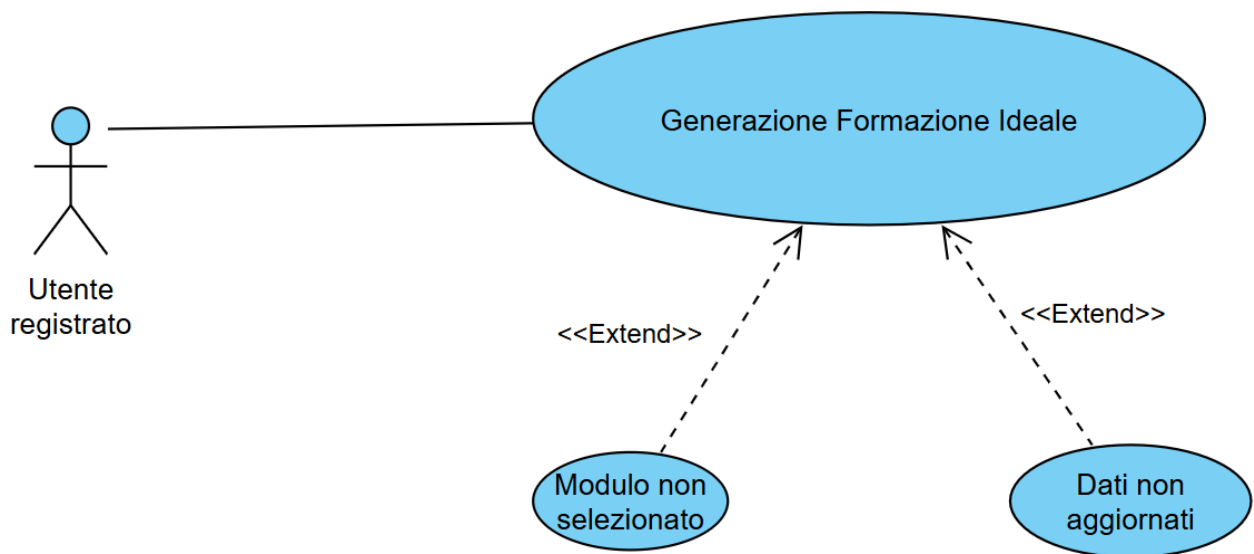 Generazione Formazione Ideale
Utente
registrato
<<Extend>>
<<Extend>>
Modulo non
selezionato
Dati non
aggiornati